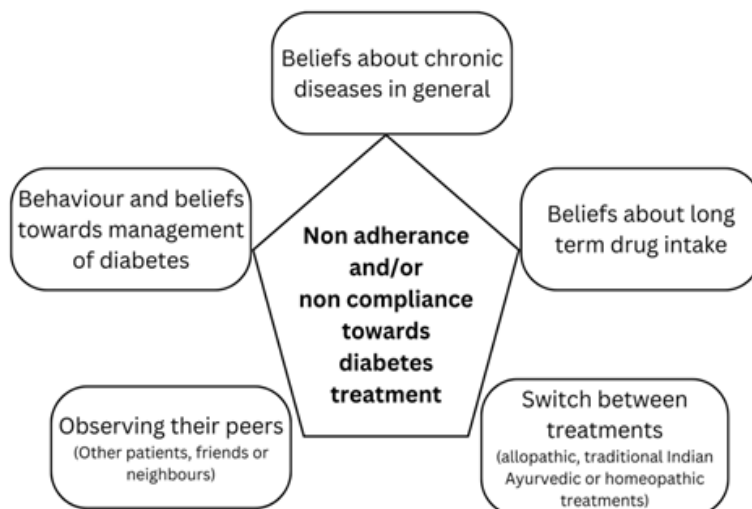 Beliefs about chronic
diseases in general
Behaviour and beliefs
towards management
of diabetes
Beliefs about long
term drug intake
Non adherance
and/or
non compliance
towards
diabetes
treatment
Observing their peers
(Other patients, friends or
neighbours)
Switch between
treatments
(allopathic, traditional Indian
Ayurvedic or homeopathic
treatments)